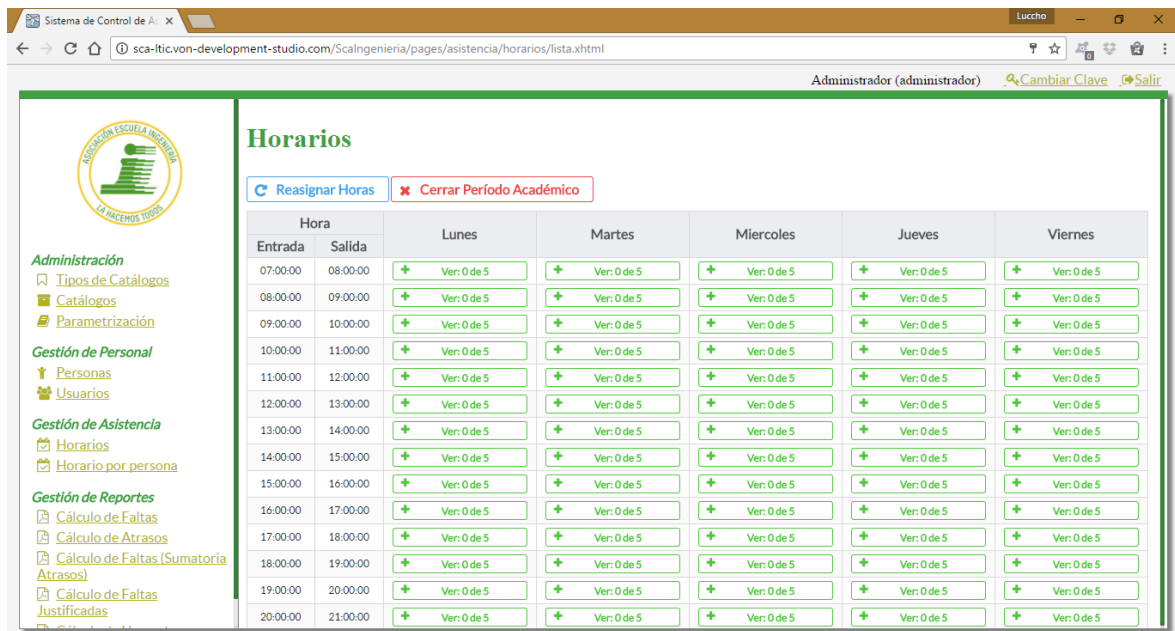 Sistema de Control de As
Luccho
sca-ltic.von-development-studio.com/ScaIngenieria/pages/asistencia/horarios/lista.xhtml
0
Administrador (administrador) Cambiar Clave Salir
ASOCIACIÓN ESCUELA INGENIERIA
LA HACEMOS TODOS
Administración
Tipos de Catálogos
Catálogos
Parametrización
Gestión de Personal
Personas
Usuarios
Gestión de Asistencia
Horarios
Horario por persona
Gestión de Reportes
Cálculo de Faltas
Cálculo de Atrasos
Cálculo de Faltas (Sumatoria
Atrasos)
Cálculo de Faltas
Justificadas
Horarios
Reasignar Horas Cerrar Período Académico
Hora Lunes Martes Miercoles Jueves Viernes
Entrada Salida
07:00:00 08:00:00 Ver: 0 de 5 Ver: 0 de 5 Ver: 0 de 5 Ver: 0 de 5 Ver: 0 de 5
08:00:00 09:00:00 Ver: 0 de 5 Ver: 0 de 5 Ver: 0 de 5 Ver: 0 de 5 Ver: 0 de 5
09:00:00 10:00:00 Ver: 0 de 5 Ver: 0 de 5 Ver: 0 de 5 Ver: 0 de 5 Ver: 0 de 5
10:00:00 11:00:00 Ver: 0 de 5 Ver: 0 de 5 Ver: 0 de 5 Ver: 0 de 5 Ver: 0 de 5
11:00:00 12:00:00 Ver: 0 de 5 Ver: 0 de 5 Ver: 0 de 5 Ver: 0 de 5 Ver: 0 de 5
12:00:00 13:00:00 Ver: 0 de 5 Ver: 0 de 5 Ver: 0 de 5 Ver: 0 de 5 Ver: 0 de 5
13:00:00 14:00:00 Ver: 0 de 5 Ver: 0 de 5 Ver: 0 de 5 Ver: 0 de 5 Ver: 0 de 5
14:00:00 15:00:00 Ver: 0 de 5 Ver: 0 de 5 Ver: 0 de 5 Ver: 0 de 5 Ver: 0 de 5
15:00:00 16:00:00 Ver: 0 de 5 Ver: 0 de 5 Ver: 0 de 5 Ver: 0 de 5 Ver: 0 de 5
16:00:00 17:00:00 Ver: 0 de 5 Ver: 0 de 5 Ver: 0 de 5 Ver: 0 de 5 Ver: 0 de 5
17:00:00 18:00:00 Ver: 0 de 5 Ver: 0 de 5 Ver: 0 de 5 Ver: 0 de 5 Ver: 0 de 5
18:00:00 19:00:00 Ver: 0 de 5 Ver: 0 de 5 Ver: 0 de 5 Ver: 0 de 5 Ver: 0 de 5
19:00:00 20:00:00 Ver: 0 de 5 Ver: 0 de 5 Ver: 0 de 5 Ver: 0 de 5 Ver: 0 de 5
20:00:00 21:00:00 Ver: 0 de 5 Ver: 0 de 5 Ver: 0 de 5 Ver: 0 de 5 Ver: 0 de 5